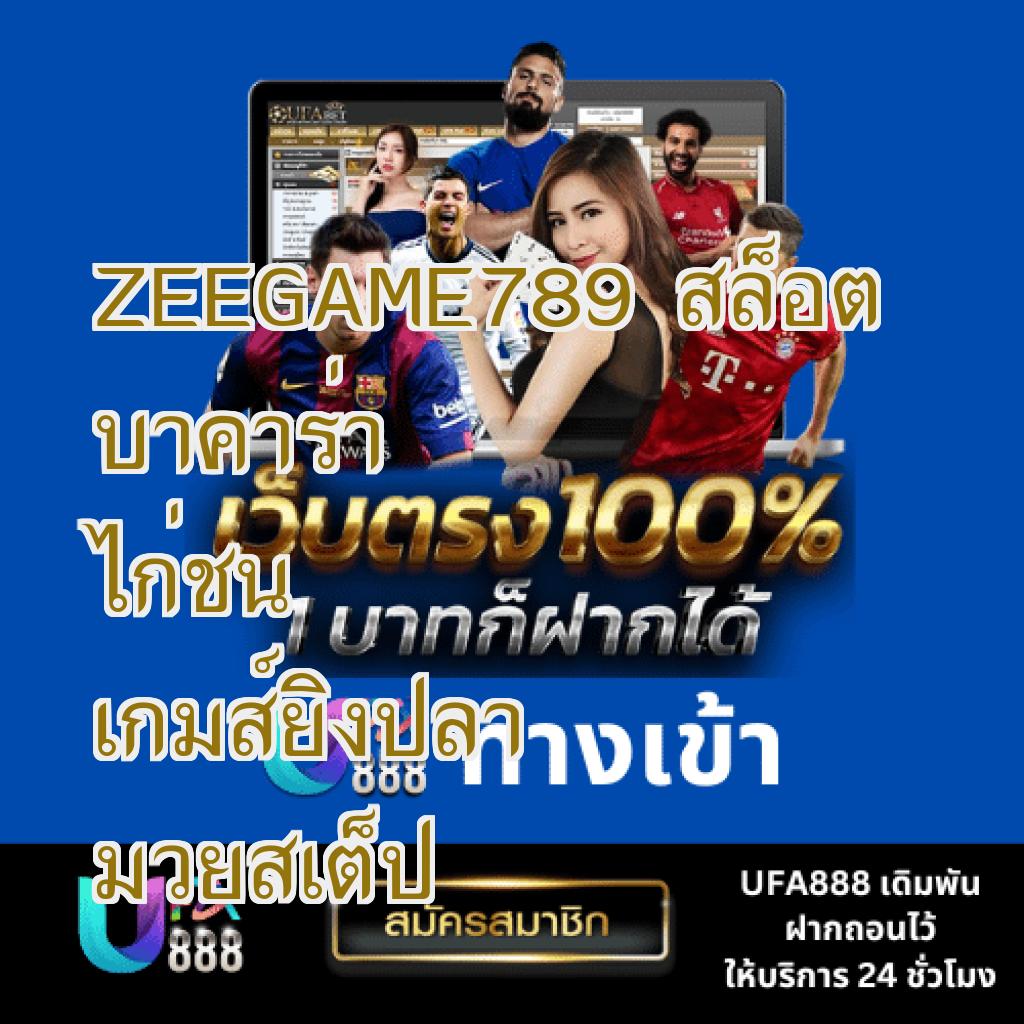 UFABET
ZEEGAME789 สล็อต
บาคาร่า
ไก่ชน
เกมส์ยิงปลา
มวยสเต็ป
เว็บตรง100%
1 บาทก็ฝากได้
888 ทางเข้า
888
สมัครสมาชิก
UFA888 เดิมพัน
ฝากถอนไว้
ให้บริการ 24 ชั่วโมง